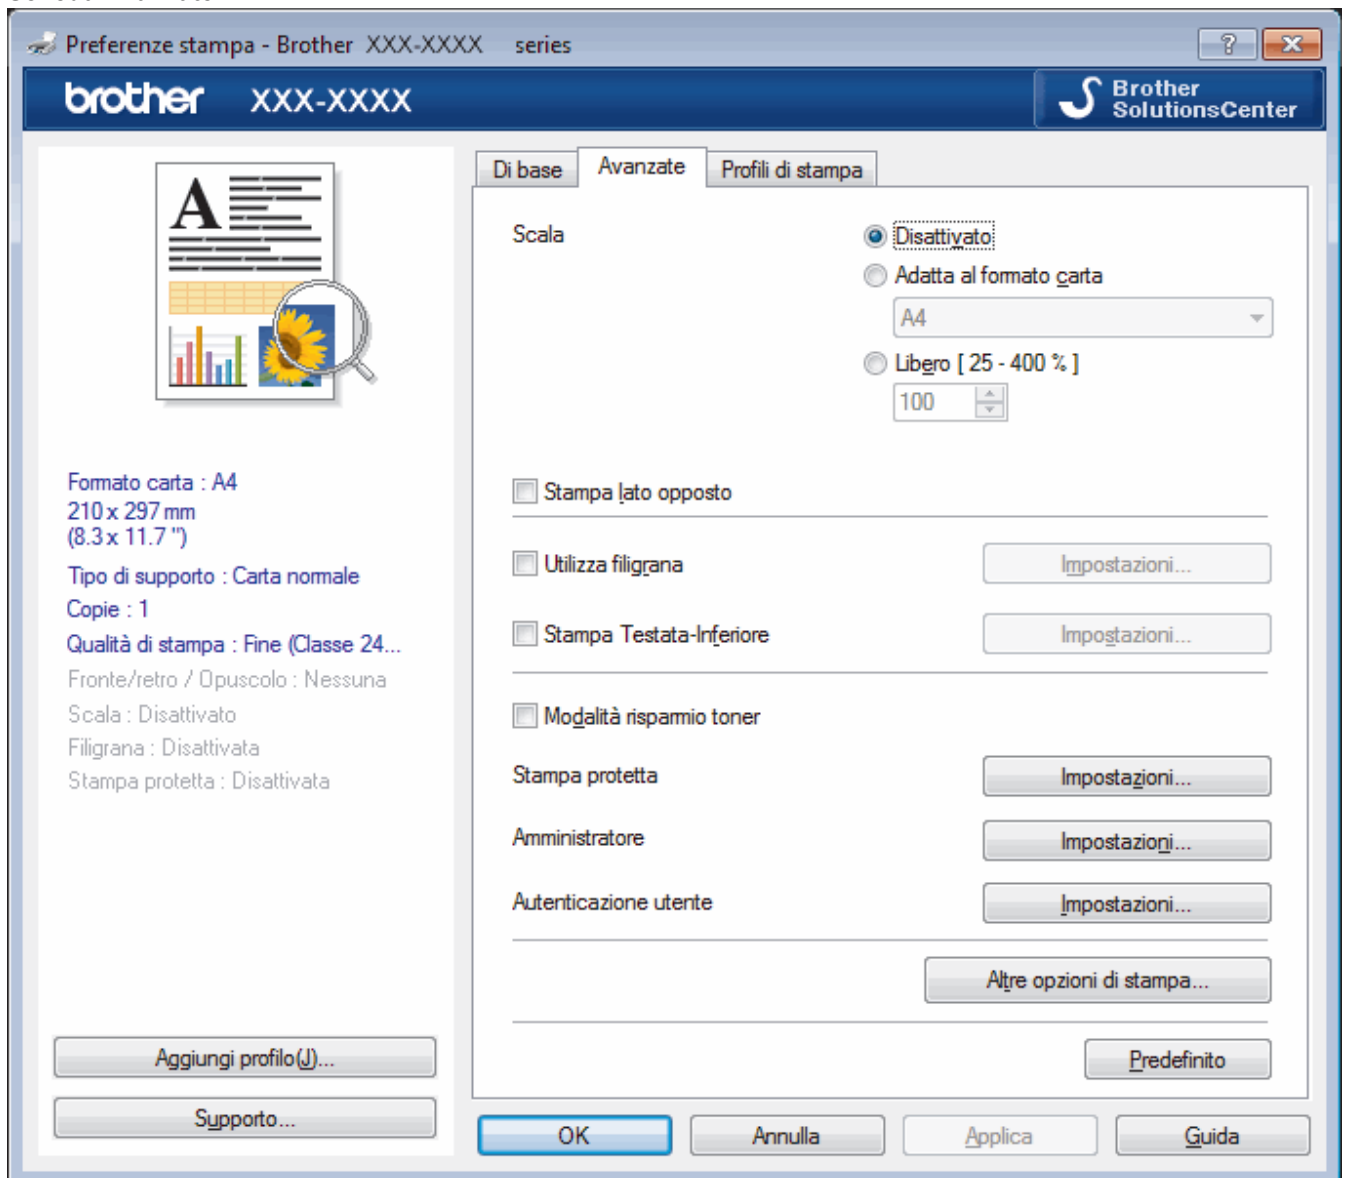 Preferenze stampa - Brother XXX-XXXX series
brother XXX-XXXX
Brother
SolutionsCenter
Di base
Avanzate
Profili di stampa
A
Formato carta : A4
210 x 297 mm
(8.3 x 11.7 ")
Tipo di supporto : Carta normale
Copie : 1
Qualità di stampa : Fine (Classe 24...
Fronte/retro / Opuscolo : Nessuna
Scala : Disattivato
Filigrana : Disattivata
Stampa protetta : Disattivata
Aggiungi profilo(J)...
Supporto...
Scala
Disattivato
Adatta al formato carta
A4
Libero [ 25 - 400 % ]
100
Stampa lato opposto
Utilizza filigrana
Impostazioni...
Stampa Testata-Inferiore
Impostazioni...
Modalità risparmio toner
Stampa protetta
Impostazioni...
Amministratore
Impostazioni...
Autenticazione utente
Impostazioni...
Altre opzioni di stampa...
Predefinito
OK
Annulla
Applica
Guida